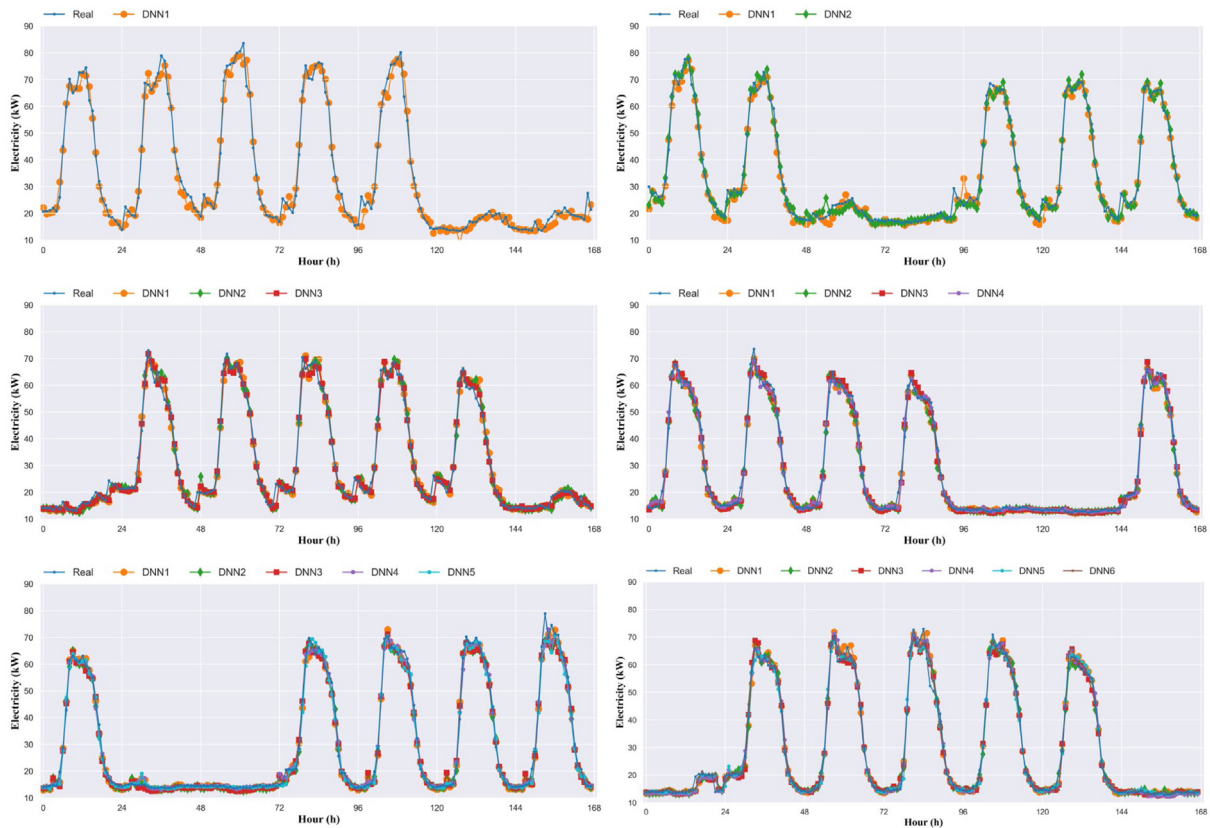 Real DNN1
90
80
70
60
50
40
30
20
10
Electricity (kW)
0 24 48 72 96 120 144 168
Hour (h)
Real DNN1 DNN2
90
80
70
60
50
40
30
20
10
Electricity (kW)
0 24 48 72 96 120 144 168
Hour (h)
Real DNN1 DNN2 DNN3
90
80
70
60
50
40
30
20
10
Electricity (kW)
0 24 48 72 96 120 144 168
Hour (h)
Real DNN1 DNN2 DNN3 DNN4
90
80
70
60
50
40
30
20
10
Electricity (kW)
0 24 48 72 96 120 144 168
Hour (h)
Real DNN1 DNN2 DNN3 DNN4 DNN5
90
80
70
60
50
40
30
20
10
Electricity (kW)
0 24 48 72 96 120 144 168
Hour (h)
Real DNN1 DNN2 DNN3 DNN4 DNN5 DNN6
90
80
70
60
50
40
30
20
10
Electricity (kW)
0 24 48 72 96 120 144 168
Hour (h)